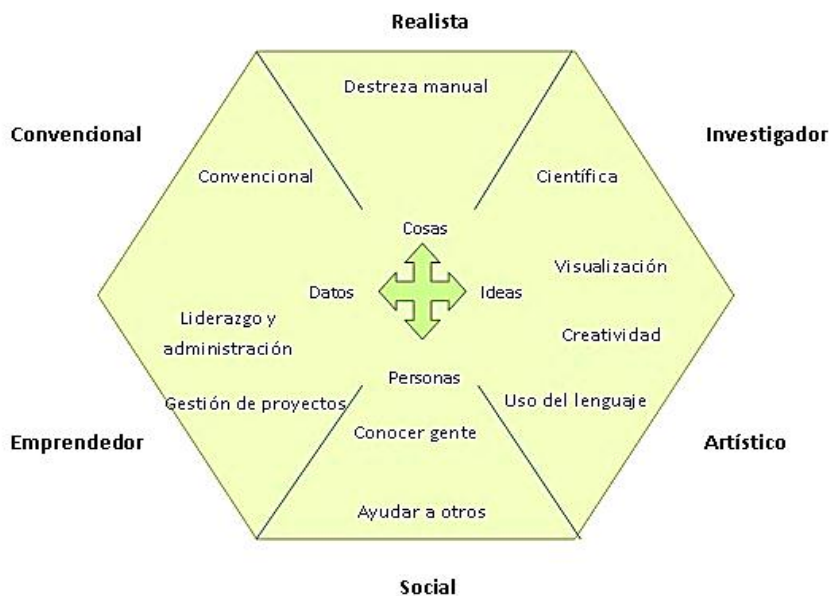 Realista
Destreza manual
Convencional
Investigador
Convencional
Científica
Cosas
Visualización
Datos
Ideas
Liderazgo y
administración
Creatividad
Personas
Gestión de proyectos
Uso del lenguaje
Conocer gente
Emprendedor
Artístico
Ayudar a otros
Social